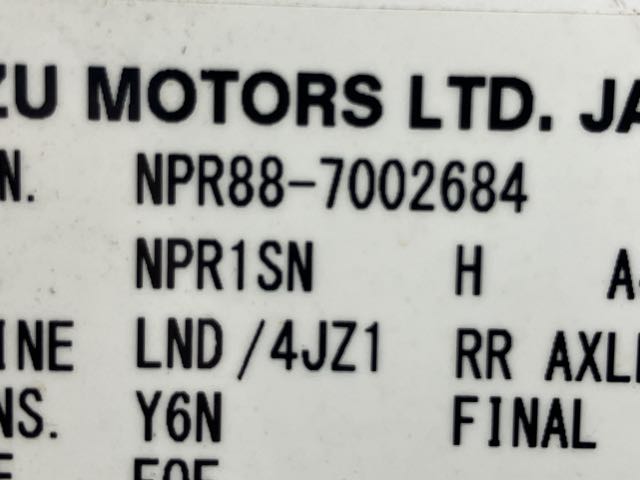 ZU MOTORS LTD. JA
N. NPR88-7002684
NPR1SN H A
INE LND/4JZ1 RR AXL
NS. Y6N FINAL